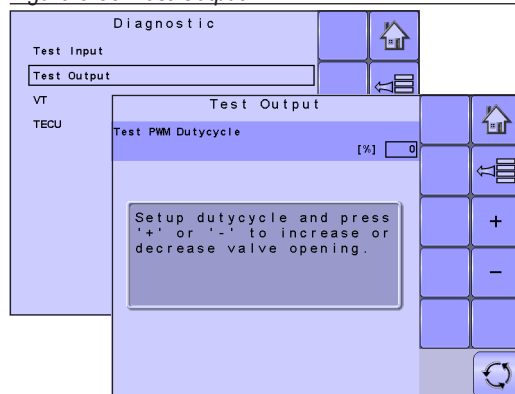 Diagnostic
Test Input
Test Output
VT
TECU
Test Output
Test PWM Dutycycle
[%] 0
Setup dutycycle and press
'+' or '-' to increase or
decrease valve opening.
+
-